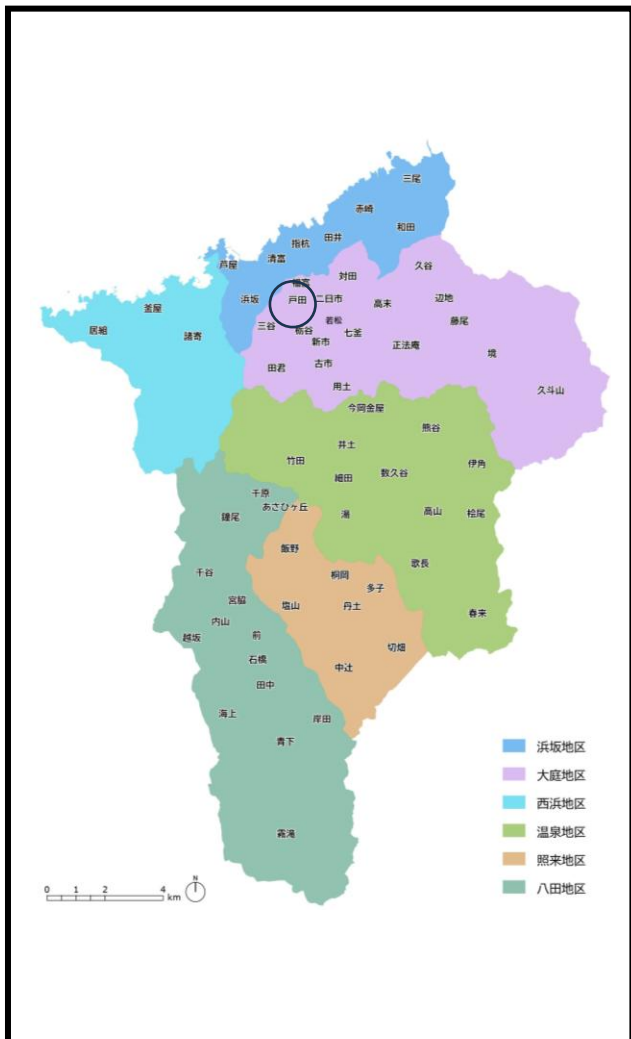 三尾
赤崎
和田
田井
指杭
清富
芦屋
久谷
対田
福富
浜坂
戸田
二日市
高末
辺地
釜屋
居組
諸寄
三谷
栃谷
若松
七釜
藤尾
新市
正法庵
境
田君
古市
用土
久斗山
今岡金屋
熊谷
井土
竹田
伊角
細田
数久谷
千原
あさひヶ丘
鐘尾
湯
高山
桧尾
飯野
歌長
千谷
桐岡
多子
宮脇
塩山
丹土
春来
内山
越坂
前
切畑
石橋
中辻
田中
海上
岸田
青下
霧滝
浜坂地区
大庭地区
西浜地区
温泉地区
照来地区
八田地区
0 1 2 4
km
N